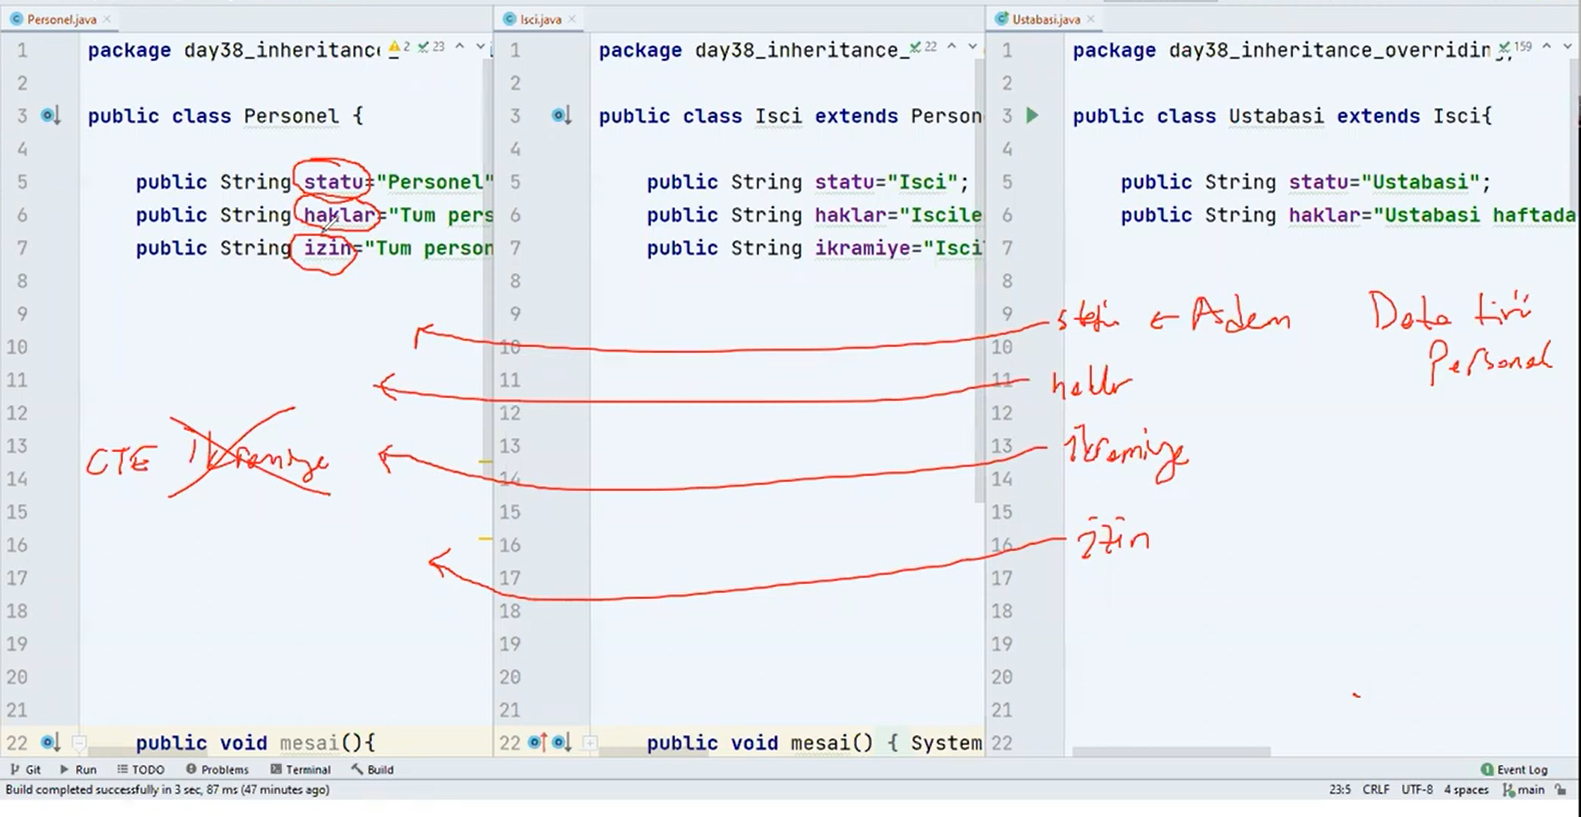 Personel.java
1 package day38_inheritance_ 2 23
2
3 public class Personel {
4
5 public String statu="Personel"
6 public String haklar="Tum pers
7 public String izin="Tum person
8
9
10
11
12
13 CTE Ikramiye
14
15
16
17
18
19
20
21
22 public void mesai(){
Isci.java
1 package day38_inheritance_ 22
2
3 public class Isci extends Person
4
5 public String statu="Isci";
6 public String haklar="Iscile
7 public String ikramiye="Isci
8
9
10
11
12
13
14
15
16
17
18
19
20
21
22 public void mesai() { System
Ustabasi.java
1 package day38_inheritance_overridin 159
2
3 public class Ustabasi extends Isci{
4
5 public String statu="Ustabasi";
6 public String haklar="Ustabasi haftada
7
8
9 ← Asdem Data türü
10 Personel
11 haklr
12
13 Ikramiye
14
15
16 izin
17
18
19
20
21
22
Git Run TODO Problems Terminal Build 1 Event Log
Build completed successfully in 3 sec, 87 ms (47 minutes ago) 23:5 CRLF UTF-8 4 spaces main